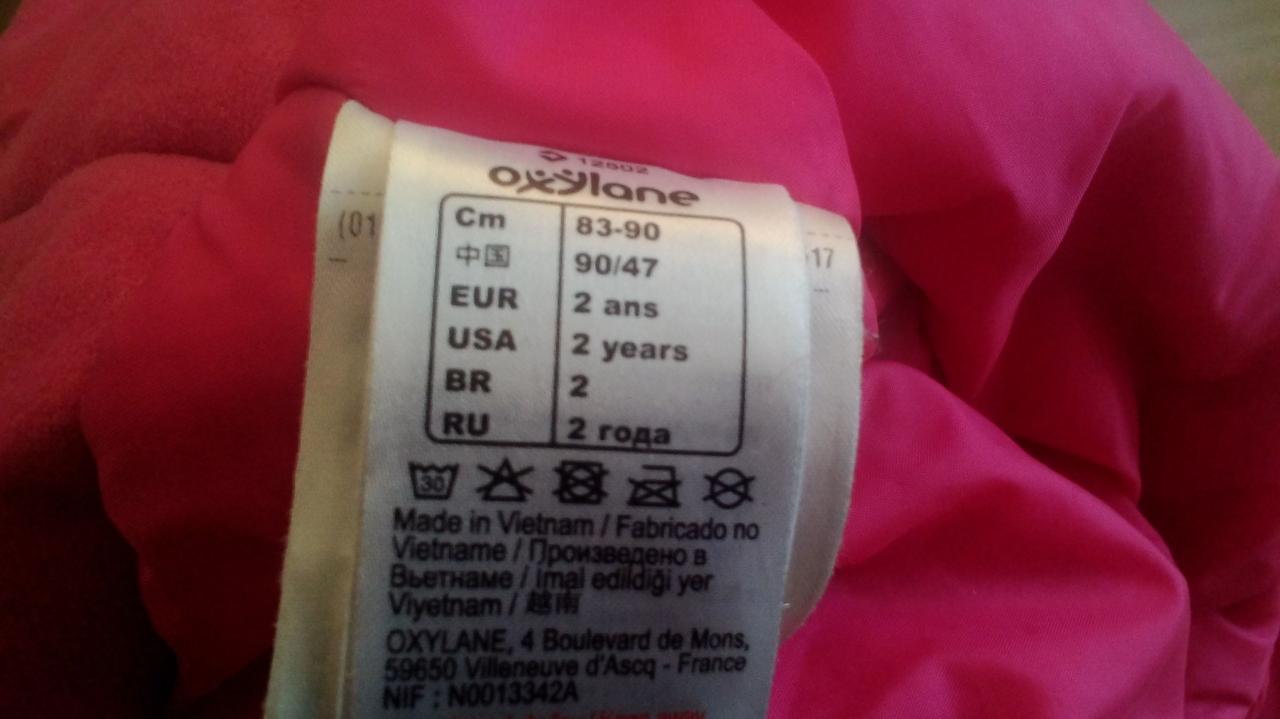 12502
oxylane
Cm 83-90
中国 90/47
EUR 2 ans
USA 2 years
BR 2
RU 2 года
(01
17
30
Made in Vietnam / Fabricado no
Vietname / Произведено в
Вьетнаме / İmal edildiği yer
Viyetnam / 越南
OXYLANE, 4 Boulevard de Mons,
59650 Villeneuve d'Ascq - France
NIF : N0013342A